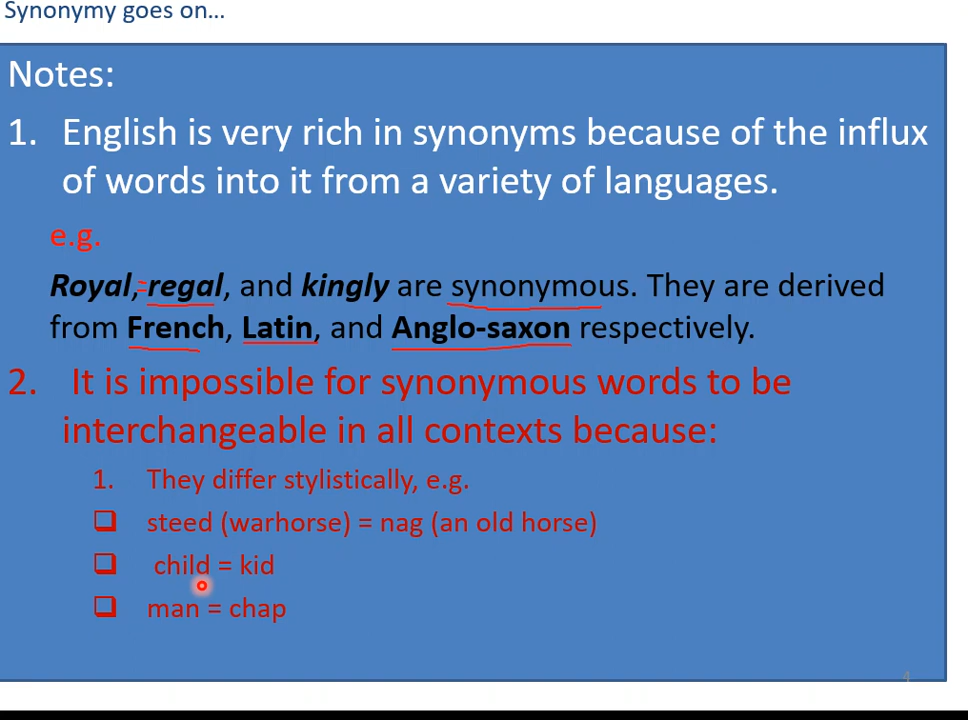 Synonymy goes on...
Notes:
1. English is very rich in synonyms because of the influx
of words into it from a variety of languages.
e.g.
Royal, regal, and kingly are synonymous. They are derived
from French, Latin, and Anglo-saxon respectively.
2. It is impossible for synonymous words to be
interchangeable in all contexts because:
1. They differ stylistically, e.g.
❑ steed (warhorse) = nag (an old horse)
❑ child = kid
❑ man = chap
4